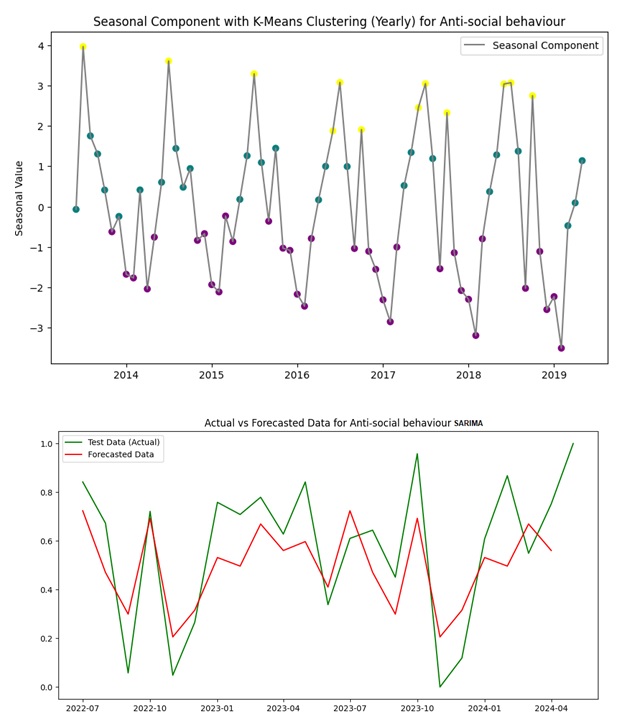 Seasonal Component with K-Means Clustering (Yearly) for Anti-social behaviour
Seasonal Component
Seasonal Value
4
3
2
1
0
−1
−2
−3
2014 2015 2016 2017 2018 2019
Actual vs Forecasted Data for Anti-social behaviour SARIMA
Test Data (Actual)
Forecasted Data
1.0
0.8
0.6
0.4
0.2
0.0
2022-07 2022-10 2023-01 2023-04 2023-07 2023-10 2024-01 2024-04